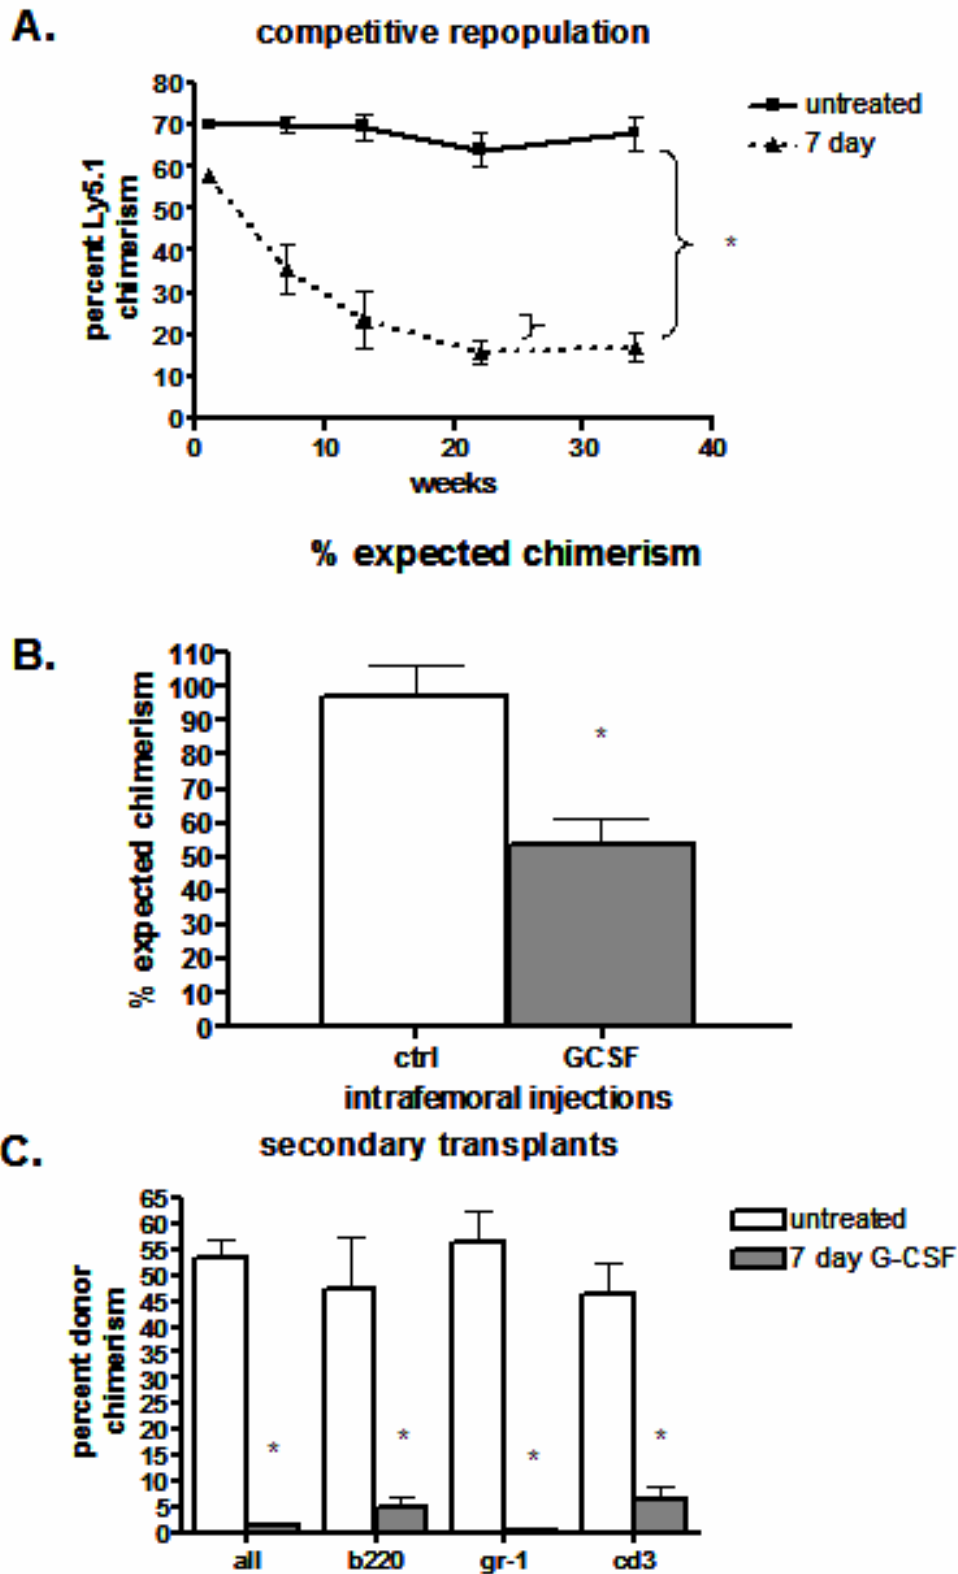 A.
competitive repopulation
80
70
60
50
40
30
20
10
0
percent Ly5.1
chimerism
untreated
7 day
*
0 10 20 30 40
weeks
% expected chimerism
B.
110
100
90
80
70
60
50
40
30
20
10
0
% expected chimerism
*
ctrl GCSF
intrafemoral injections
C.
secondary transplants
65
60
55
50
45
40
35
30
25
20
15
10
5
0
percent donor
chimerism
untreated
7 day G-CSF
* * * *
all b220 gr-1 cd3